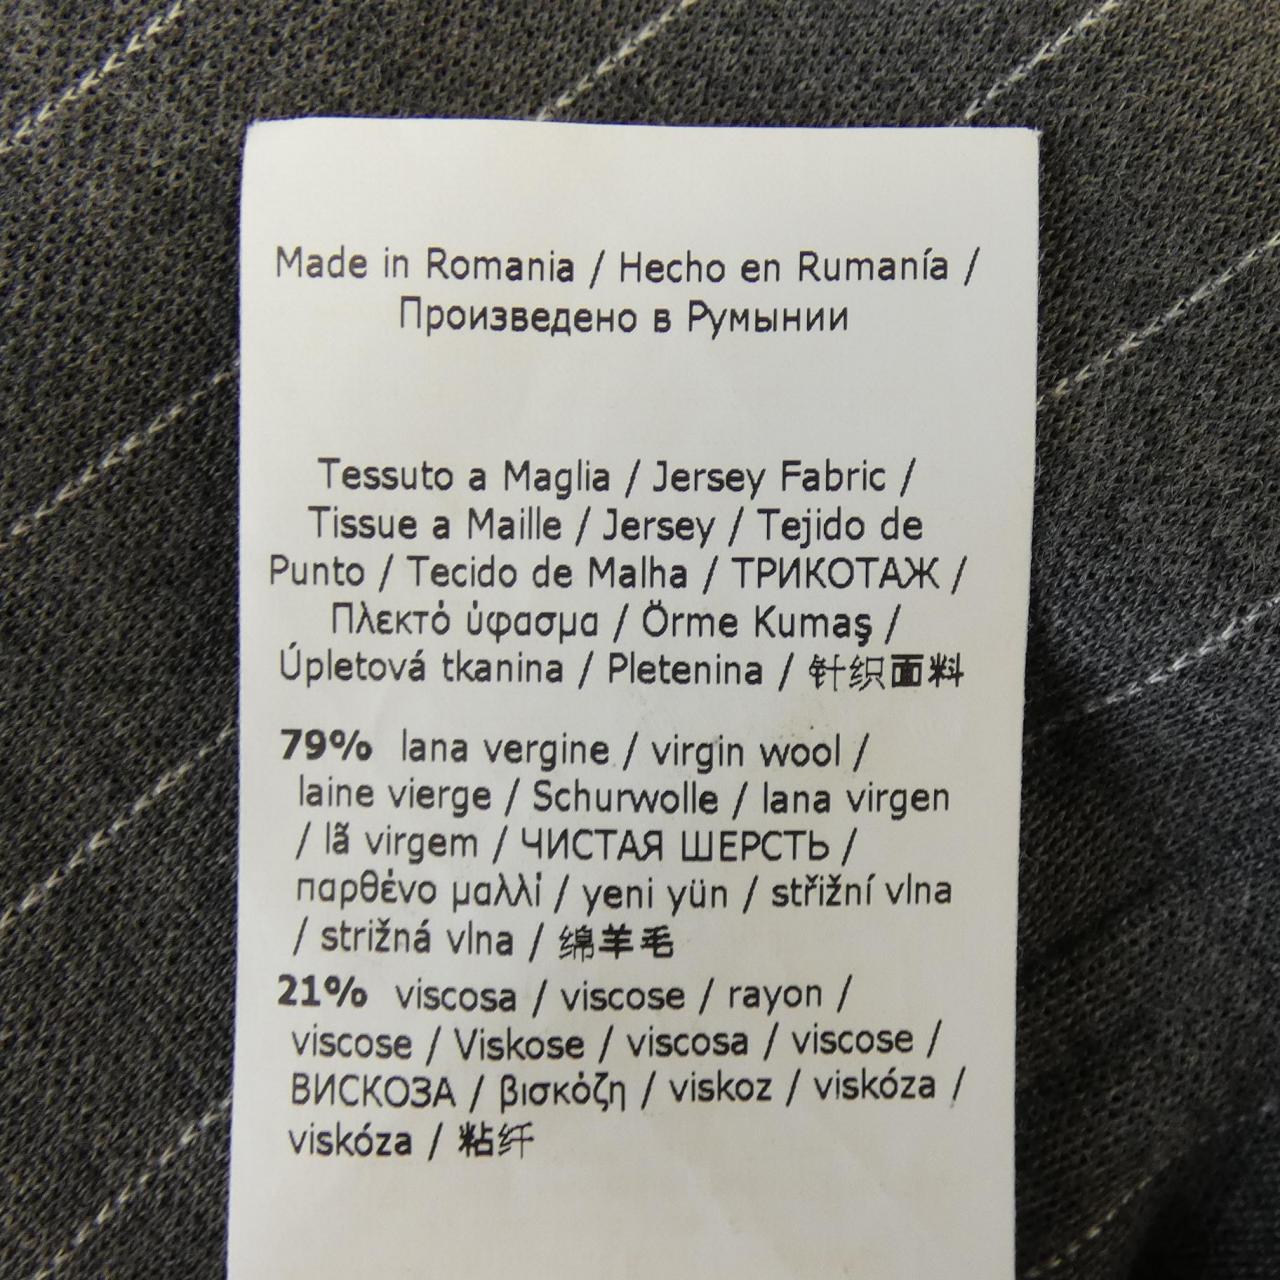 Made in Romania / Hecho en Rumanía /
Произведено в Румынии
Tessuto a Maglia / Jersey Fabric /
Tissue a Maille / Jersey / Tejido de
Punto / Tecido de Malha / ТРИКОТАЖ /
Πλεκτό ύφασμα / Örme Kumaş /
Úpletová tkanina / Pletenina / 针织面料
79% lana vergine / virgin wool /
laine vierge / Schurwolle / lana virgen
/ lã virgem / ЧИСТАЯ ШЕРСТЬ /
παρθένο μαλλί / yeni yün / střižní vlna
/ strižná vlna / 绵羊毛
21% viscosa / viscose / rayon /
viscose / Viskose / viscosa / viscose /
ВИСКОЗА / βισκόζη / viskoz / viskóza /
viskóza / 粘纤